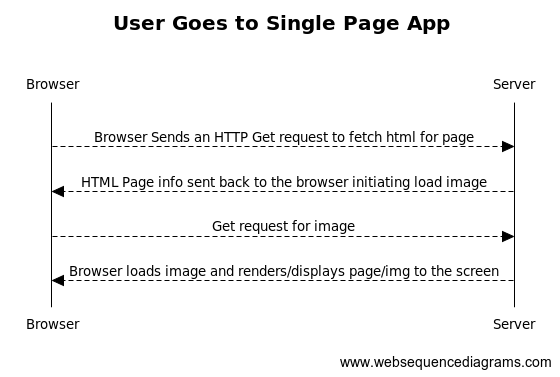 User Goes to Single Page App
Browser Server
Browser Sends an HTTP Get request to fetch html for page
HTML Page info sent back to the browser initiating load image
Get request for image
Browser loads image and renders/displays page/img to the screen
Browser Server
www.websequencediagrams.com